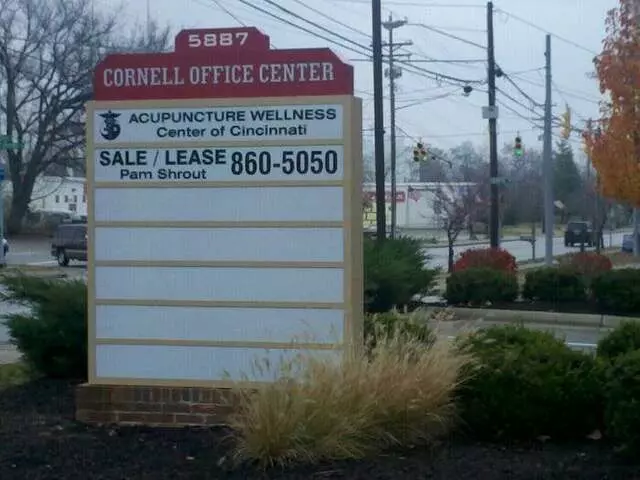 5887
CORNELL OFFICE CENTER
ACUPUNCTURE WELLNESS
Center of Cincinnati
SALE / LEASE 860-5050
Pam Shrout